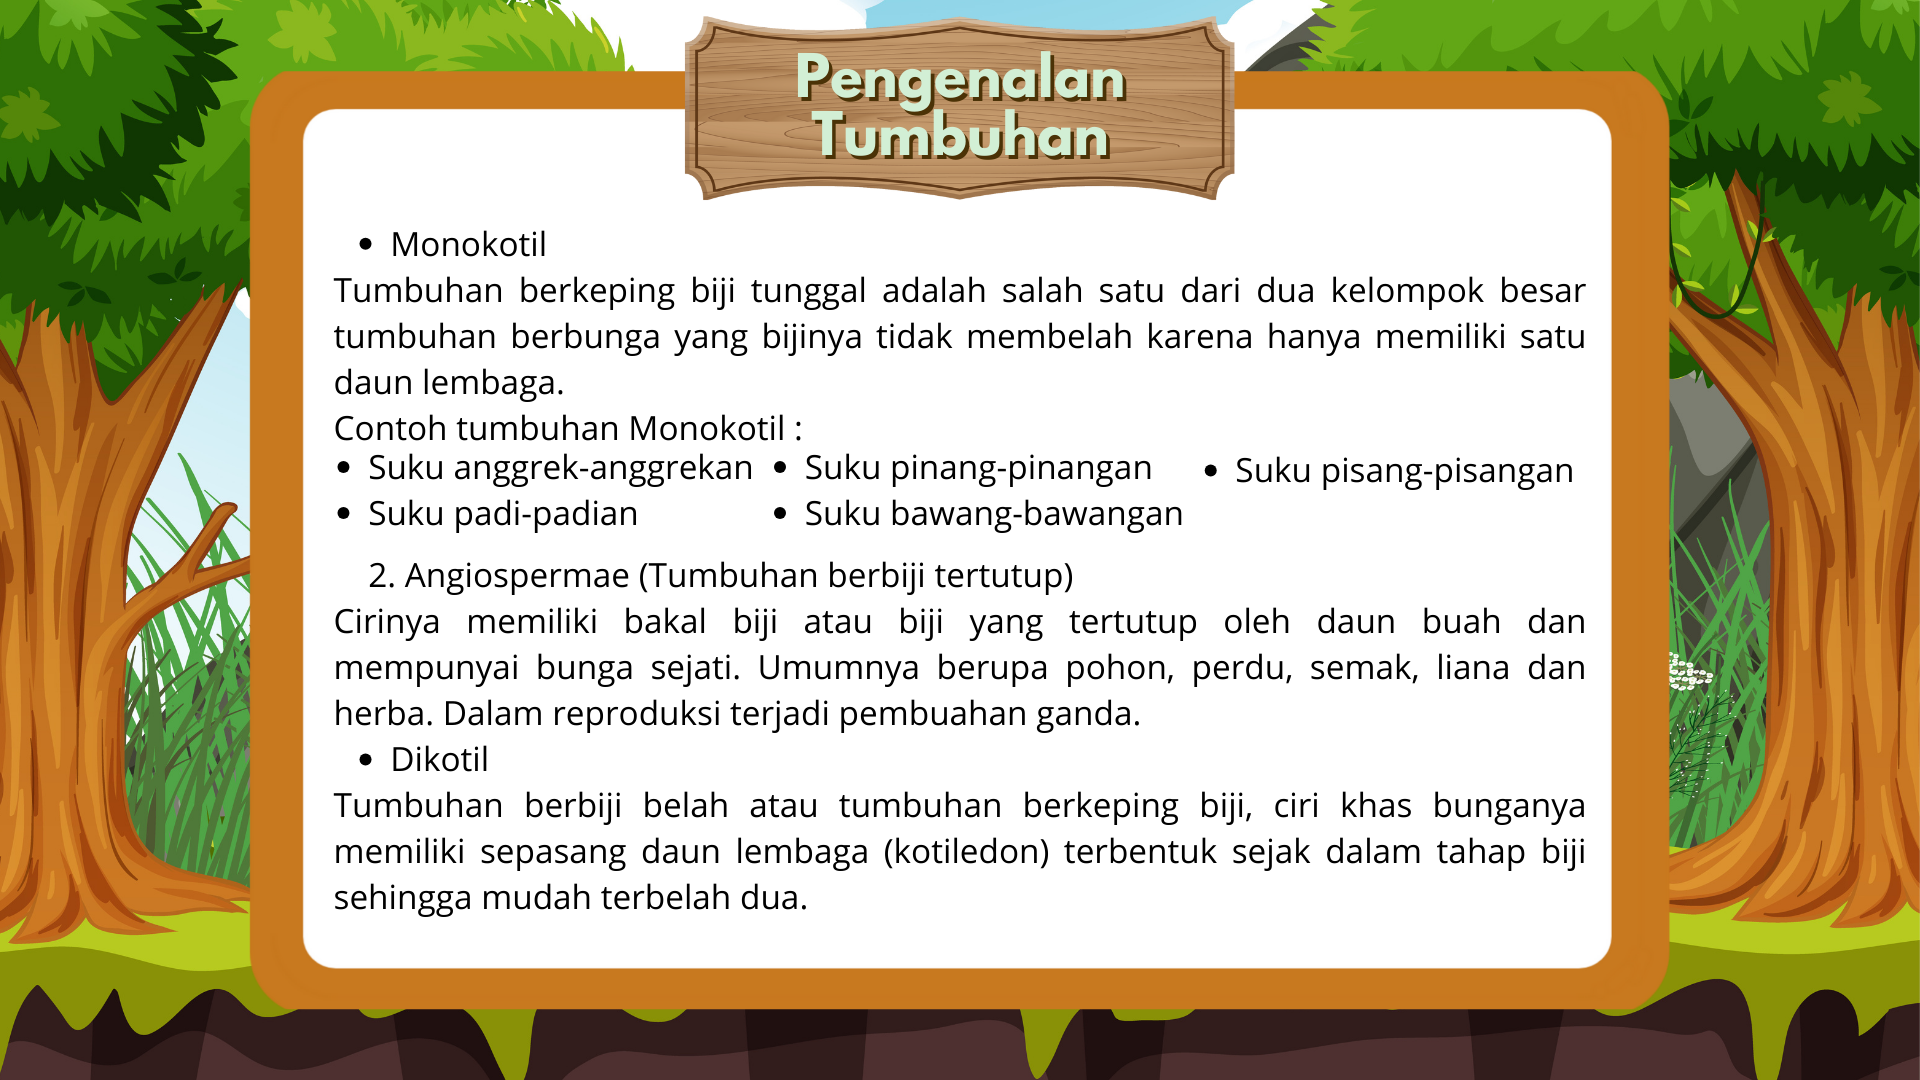 Pengenalan
Tumbuhan
• Monokotil
Tumbuhan berkeping biji tunggal adalah salah satu dari dua kelompok besar
tumbuhan berbunga yang bijinya tidak membelah karena hanya memiliki satu
daun lembaga.
Contoh tumbuhan Monokotil :
• Suku anggrek-anggrekan
• Suku padi-padian
• Suku pinang-pinangan
• Suku bawang-bawangan
• Suku pisang-pisangan
2. Angiospermae (Tumbuhan berbiji tertutup)
Cirinya memiliki bakal biji atau biji yang tertutup oleh daun buah dan
mempunyai bunga sejati. Umumnya berupa pohon, perdu, semak, liana dan
herba. Dalam reproduksi terjadi pembuahan ganda.
• Dikotil
Tumbuhan berbiji belah atau tumbuhan berkeping biji, ciri khas bunganya
memiliki sepasang daun lembaga (kotiledon) terbentuk sejak dalam tahap biji
sehingga mudah terbelah dua.